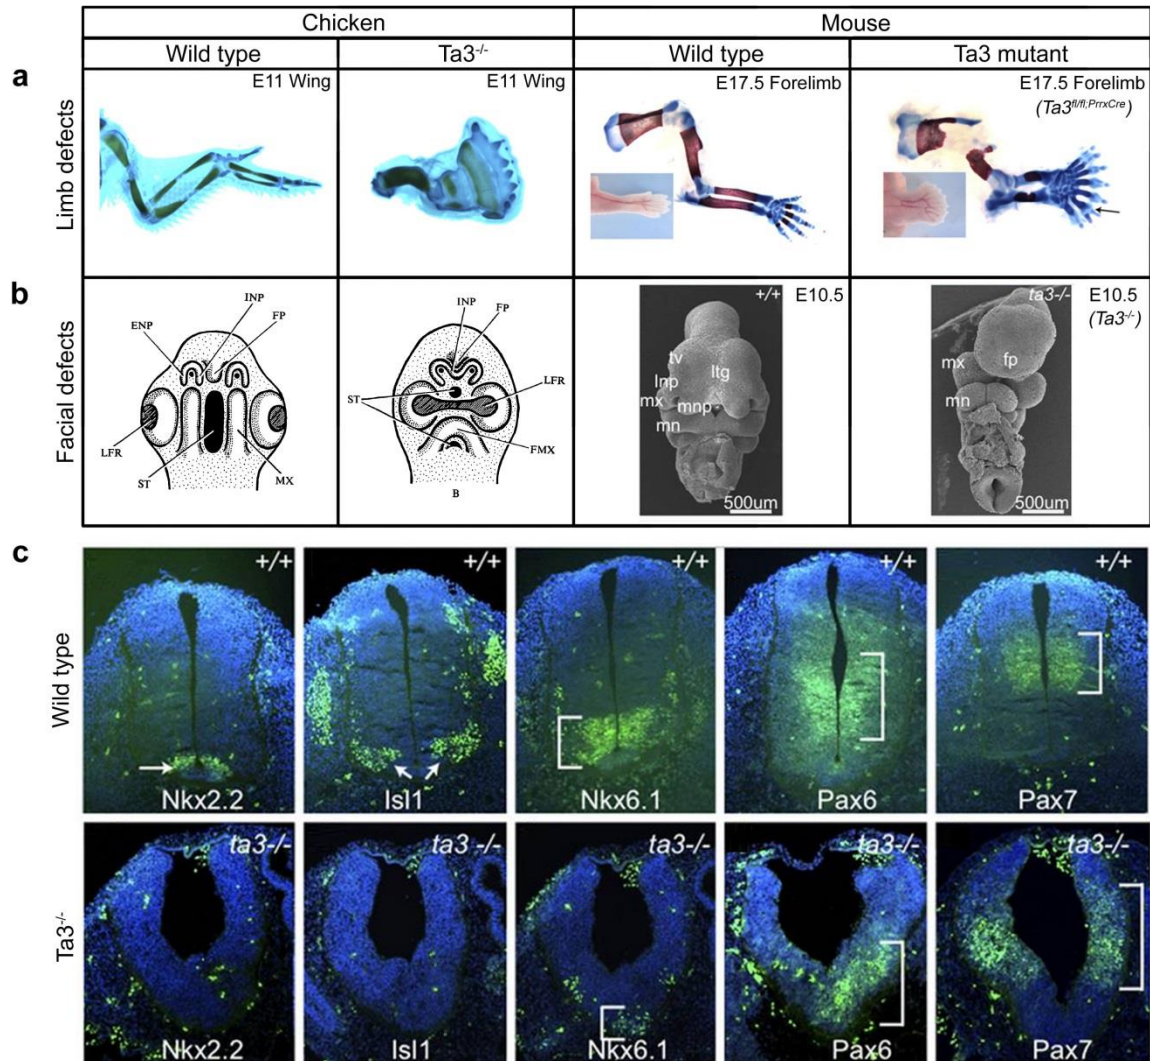 Chicken
Mouse
Wild type
Ta3-/-
Wild type
Ta3 mutant
a
Limb defects
E11 Wing
E11 Wing
E17.5 Forelimb
E17.5 Forelimb
(Ta3fl/fl;PrrxCre)
b
Facial defects
INP
ENP
FP
LFR
ST
MX
INP
FP
ST
LFR
FMX
B
+/+
E10.5
tv
ltg
lnp
mx
mnp
mn
500um
ta3-/-
E10.5
(Ta3-/-)
mx
fp
mn
500um
c
Wild type
+/+
Nkx2.2
+/+
Isl1
+/+
Nkx6.1
+/+
Pax6
+/+
Pax7
Ta3-/-
ta3-/-
Nkx2.2
ta3 -/-
Isl1
ta3-/-
Nkx6.1
ta3-/-
Pax6
ta3-/-
Pax7